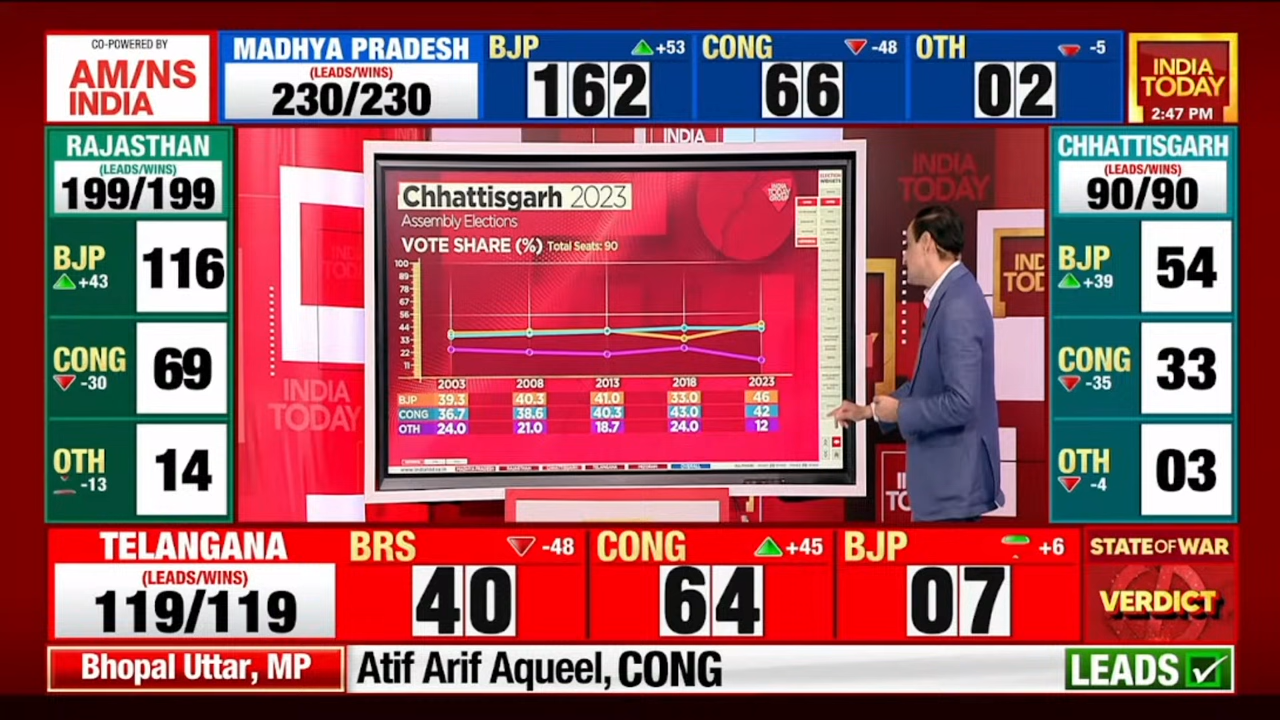 CO-POWERED BY
AM/NS
INDIA
MADHYA PRADESH
(LEADS/WINS)
230/230
BJP +53
162
CONG -48
66
OTH -5
02
INDIA
TODAY
2:47 PM
RAJASTHAN
(LEADS/WINS)
199/199
BJP
+43
116
CONG
-30
69
OTH
-13
14
INDIA
INDIA
TODAY
INDIA
TODAY
Chhattisgarh 2023
Assembly Elections
VOTE SHARE (%) Total Seats: 90
100
89
78
67
56
44
33
22
11
2003 2008 2013 2018 2023
BJP 39.3 40.3 41.0 33.0 46
CONG 36.7 38.6 40.3 43.0 42
OTH 24.0 21.0 18.7 24.0 12
CHHATTISGARH
(LEADS/WINS)
90/90
BJP
+39
54
CONG
-35
33
OTH
-4
03
TELANGANA
(LEADS/WINS)
119/119
BRS -48
40
CONG +45
64
BJP +6
07
STATE OF WAR
VERDICT
Bhopal Uttar, MP
Atif Arif Aqueel, CONG
LEADS